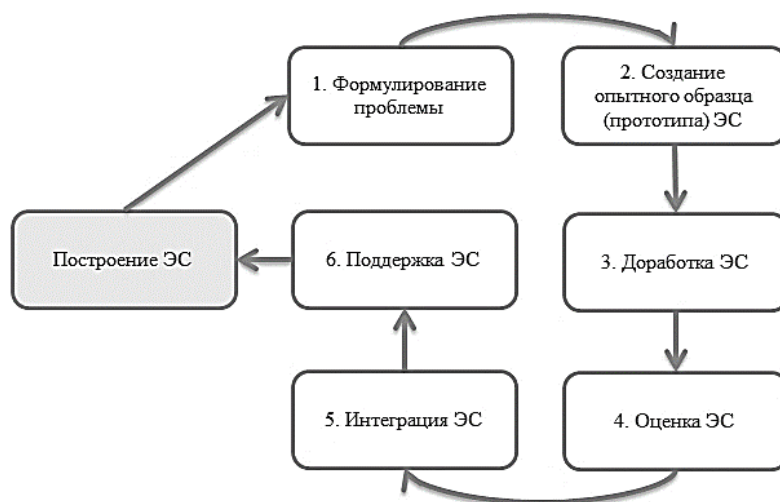 1. Формулирование
проблемы
2. Создание
опытного образца
(прототипа) ЭС
Построение ЭС
6. Поддержка ЭС
3. Доработка ЭС
5. Интеграция ЭС
4. Оценка ЭС